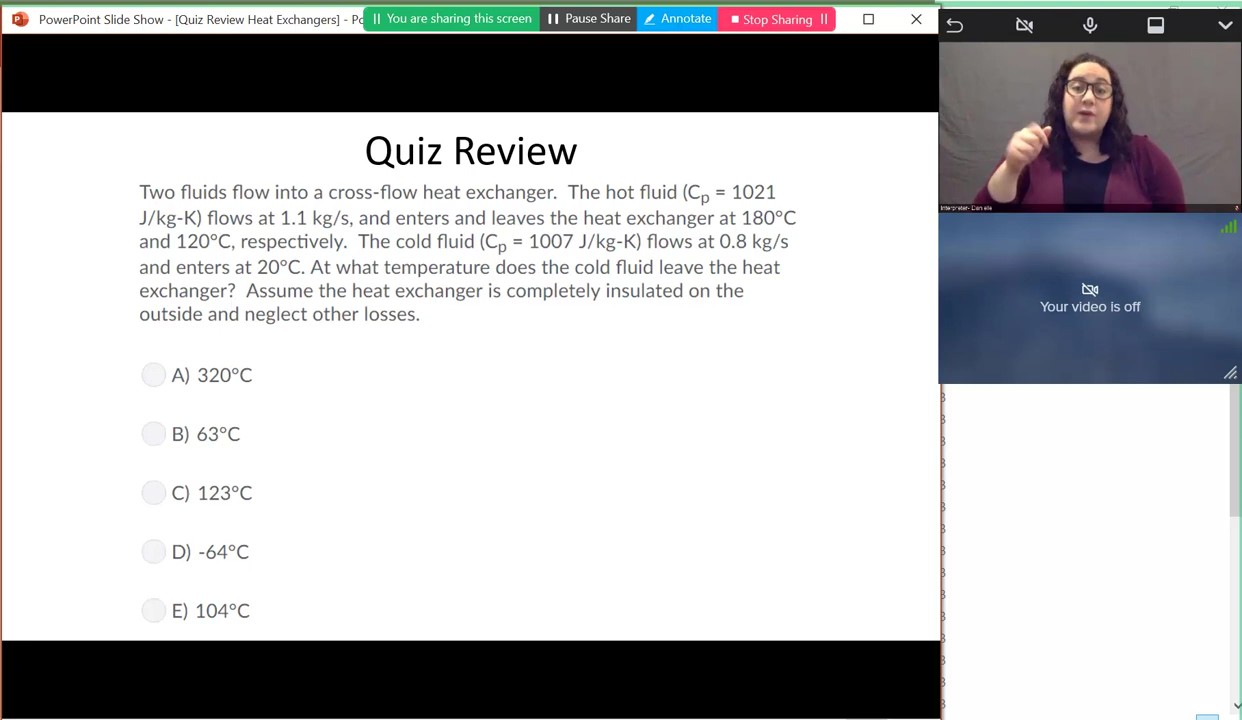 PowerPoint Slide Show - [Quiz Review Heat Exchangers] - Po
You are sharing this screen
Pause Share
Annotate
Stop Sharing
Quiz Review
Two fluids flow into a cross-flow heat exchanger. The hot fluid (Cp = 1021
J/kg-K) flows at 1.1 kg/s, and enters and leaves the heat exchanger at 180°C
and 120°C, respectively. The cold fluid (Cp = 1007 J/kg-K) flows at 0.8 kg/s
and enters at 20°C. At what temperature does the cold fluid leave the heat
exchanger? Assume the heat exchanger is completely insulated on the
outside and neglect other losses.
A) 320°C
B) 63°C
C) 123°C
D) -64°C
E) 104°C
Interpreter- Danielle
Your video is off